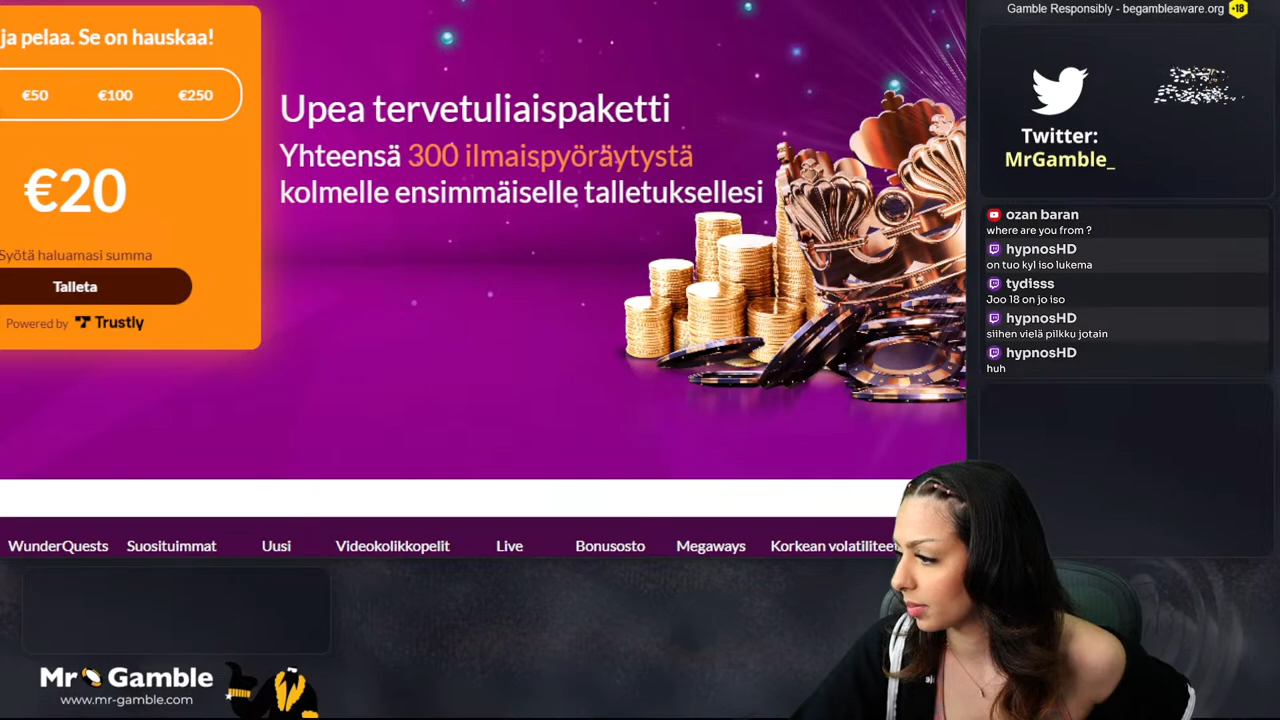 ja pelaa. Se on hauskaa!
€50 €100 €250
€20
Syötä haluamasi summa
Talleta
Powered by Trustly
Upea tervetuliaispaketti
Yhteensä 300 ilmaispyöräytystä
kolmelle ensimmäiselle talletuksellesi
WunderQuests Suosituimmat Uusi Videokolikkopelit Live Bonusosto Megaways Korkean volatiliteet
Gamble Responsibly - begambleaware.org +18
Twitter:
MrGamble_
ozan baran
where are you from ?
hypnosHD
on tuo kyl iso lukema
tydisss
Joo 18 on jo iso
hypnosHD
siihen vielä pilkku jotain
hypnosHD
huh
Mr Gamble
www.mr-gamble.com